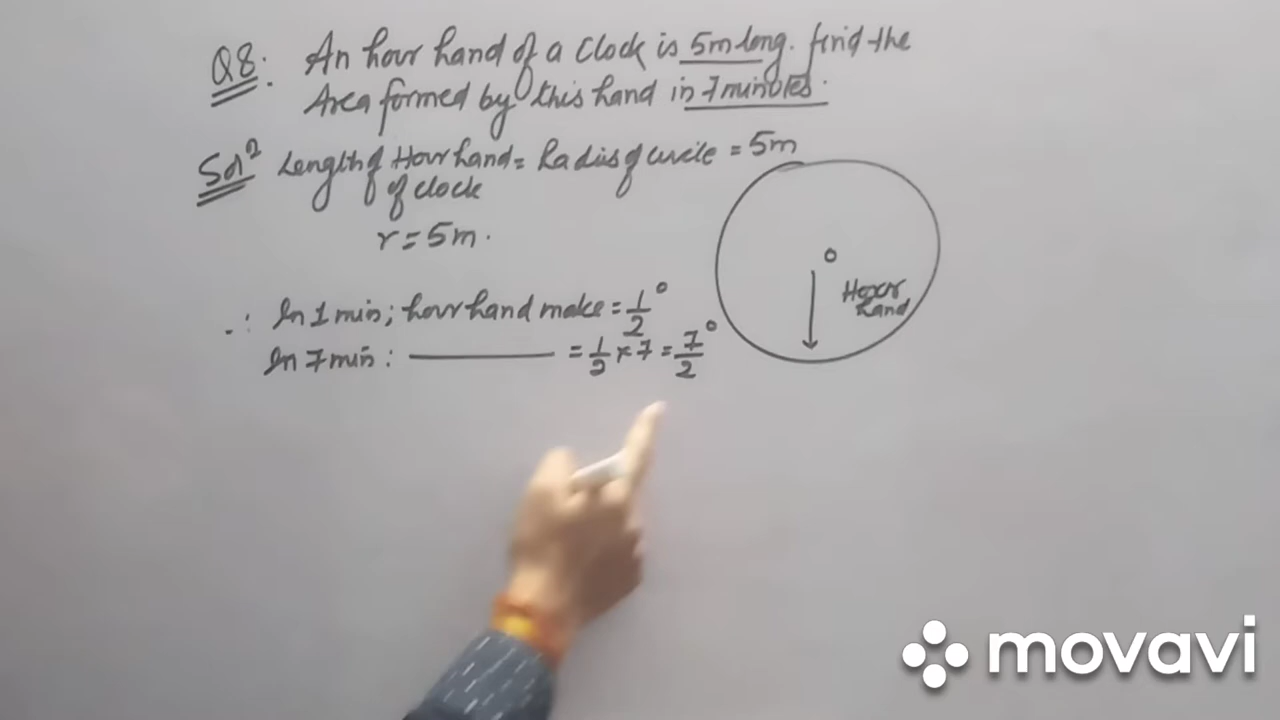 Q8: An hour hand of a Clock is 5m long. find the
Area formed by this hand in 7 minutes.
Solⁿ Length of Hour hand = Radius of circle = 5m
of clock
r = 5m.
∴ In 1 min; hour hand make = 1/2°
In 7 min: ———— = 1/2 × 7 = 7/2°
O
Hour
hand
movavi